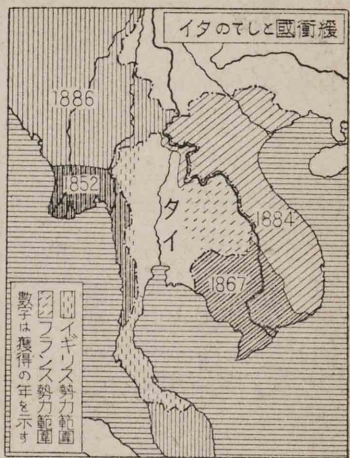 緩衝國としてのタイ
1886
1852
タイ
1884
1867
イギリス勢力範圍
フランス勢力範圍
數字は獲得の年を示す